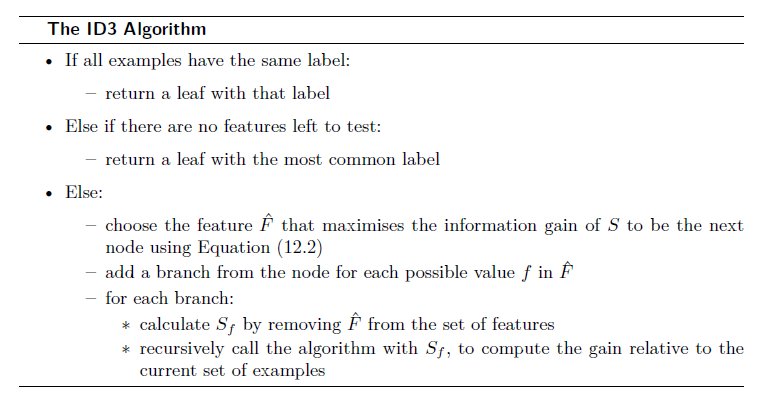 The ID3 Algorithm
• If all examples have the same label:
– return a leaf with that label
• Else if there are no features left to test:
– return a leaf with the most common label
• Else:
– choose the feature F̂ that maximises the information gain of S to be the next
node using Equation (12.2)
– add a branch from the node for each possible value f in F̂
– for each branch:
∗ calculate S_f by removing F̂ from the set of features
∗ recursively call the algorithm with S_f, to compute the gain relative to the
current set of examples